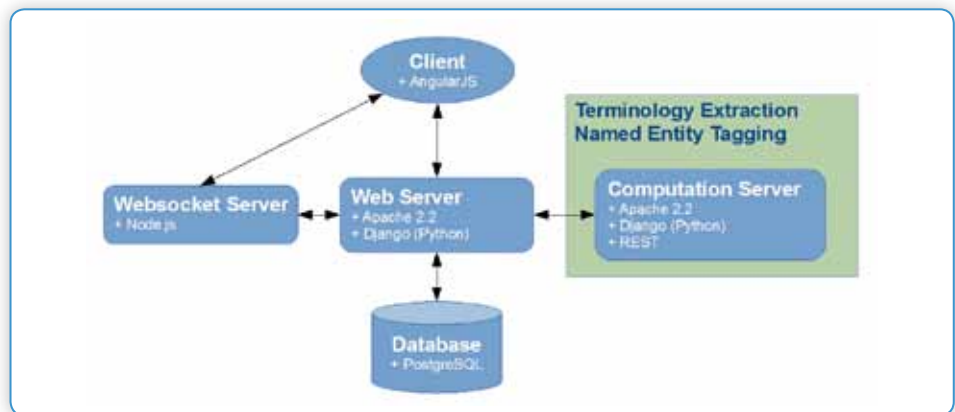 Client
+ AngularJS
Terminology Extraction
Named Entity Tagging
Websocket Server
+ Node.js
Web Server
+ Apache 2.2
+ Django (Python)
Computation Server
+ Apache 2.2
+ Django (Python)
+ REST
Database
+ PostgreSQL